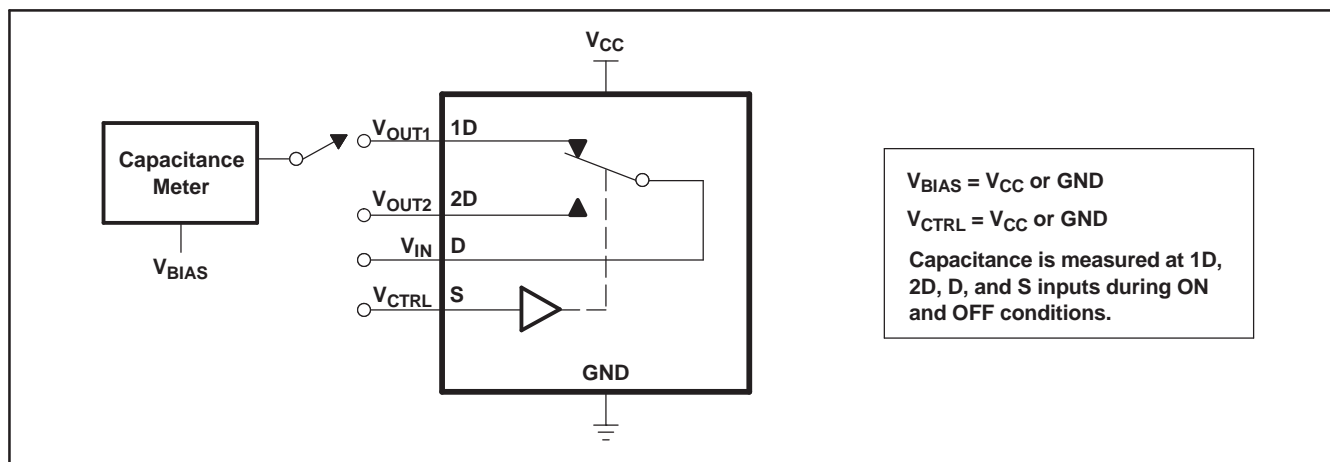 VCC
Capacitance
Meter
VBIAS
VOUT1 1D
VOUT2 2D
VIN D
VCTRL S
GND
VBIAS = VCC or GND
VCTRL = VCC or GND
Capacitance is measured at 1D,
2D, D, and S inputs during ON
and OFF conditions.